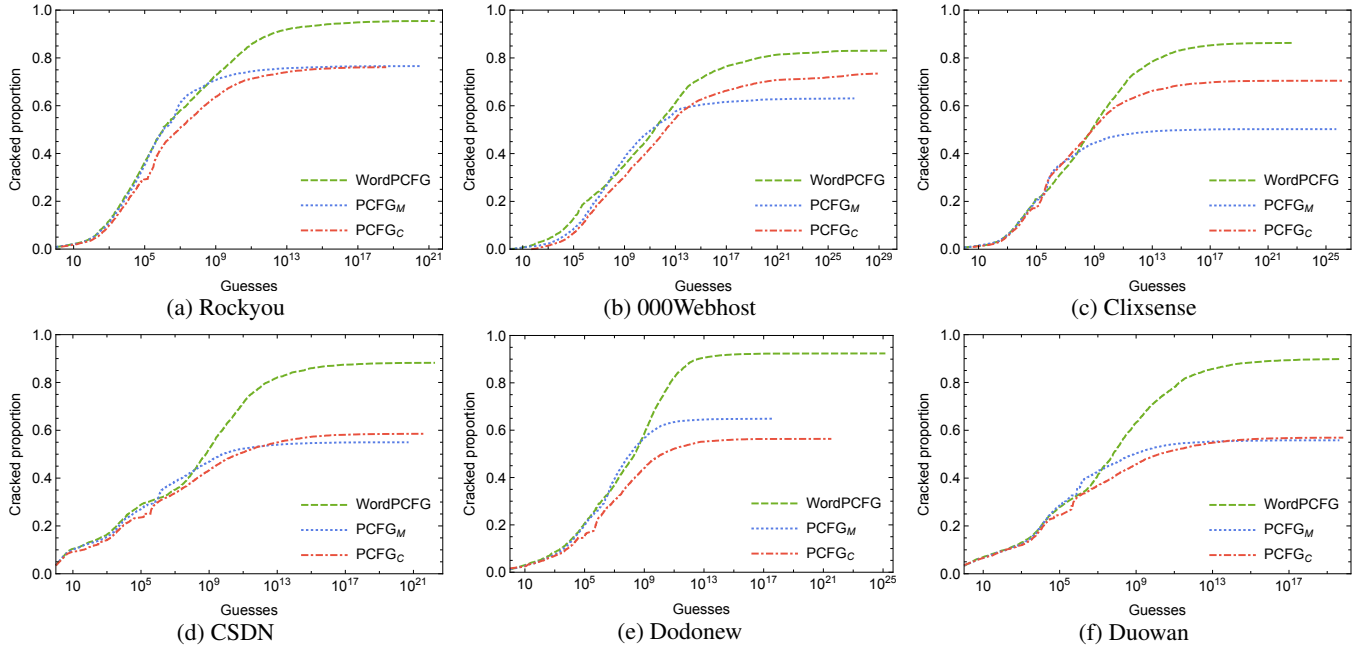 Cracked proportion
1.0
0.8
0.6
0.4
0.2
0.0
WordPCFG
PCFG_M
PCFG_C
10 10^5 10^9 10^13 10^17 10^21
Guesses
(a) Rockyou
Cracked proportion
1.0
0.8
0.6
0.4
0.2
0.0
WordPCFG
PCFG_M
PCFG_C
10 10^5 10^9 10^13 10^17 10^21 10^25 10^29
Guesses
(b) 000Webhost
Cracked proportion
1.0
0.8
0.6
0.4
0.2
0.0
WordPCFG
PCFG_M
PCFG_C
10 10^5 10^9 10^13 10^17 10^21 10^25
Guesses
(c) Clixsense
Cracked proportion
1.0
0.8
0.6
0.4
0.2
0.0
WordPCFG
PCFG_M
PCFG_C
10 10^5 10^9 10^13 10^17 10^21
Guesses
(d) CSDN
Cracked proportion
1.0
0.8
0.6
0.4
0.2
0.0
WordPCFG
PCFG_M
PCFG_C
10 10^5 10^9 10^13 10^17 10^21 10^25
Guesses
(e) Dodonew
Cracked proportion
1.0
0.8
0.6
0.4
0.2
0.0
WordPCFG
PCFG_M
PCFG_C
10 10^5 10^9 10^13 10^17
Guesses
(f) Duowan